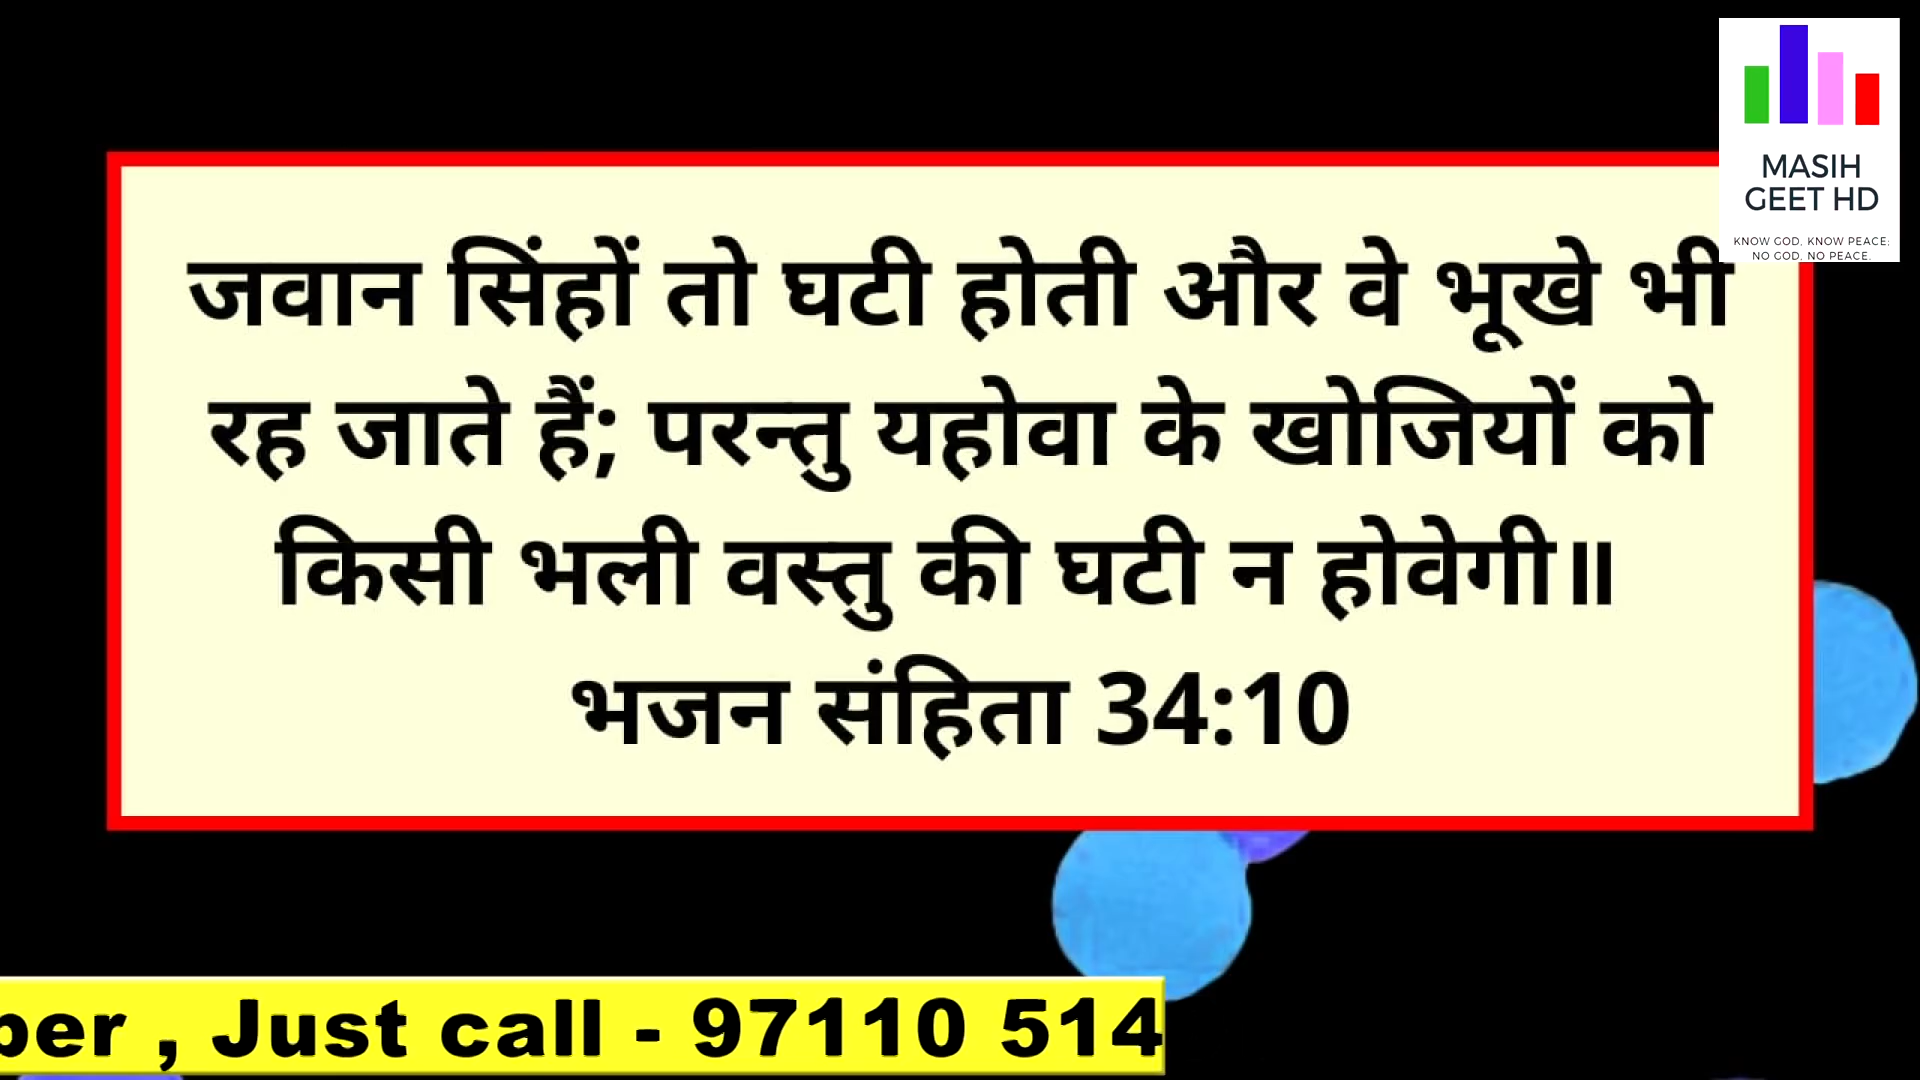 MASIH
GEET HD
KNOW GOD, KNOW PEACE;
NO GOD, NO PEACE.
जवान सिंहों तो घटी होती और वे भूखे भी
रह जाते हैं; परन्तु यहोवा के खोजियों को
किसी भली वस्तु की घटी न होवेगी॥
भजन संहिता 34:10
, Just call - 97110 514